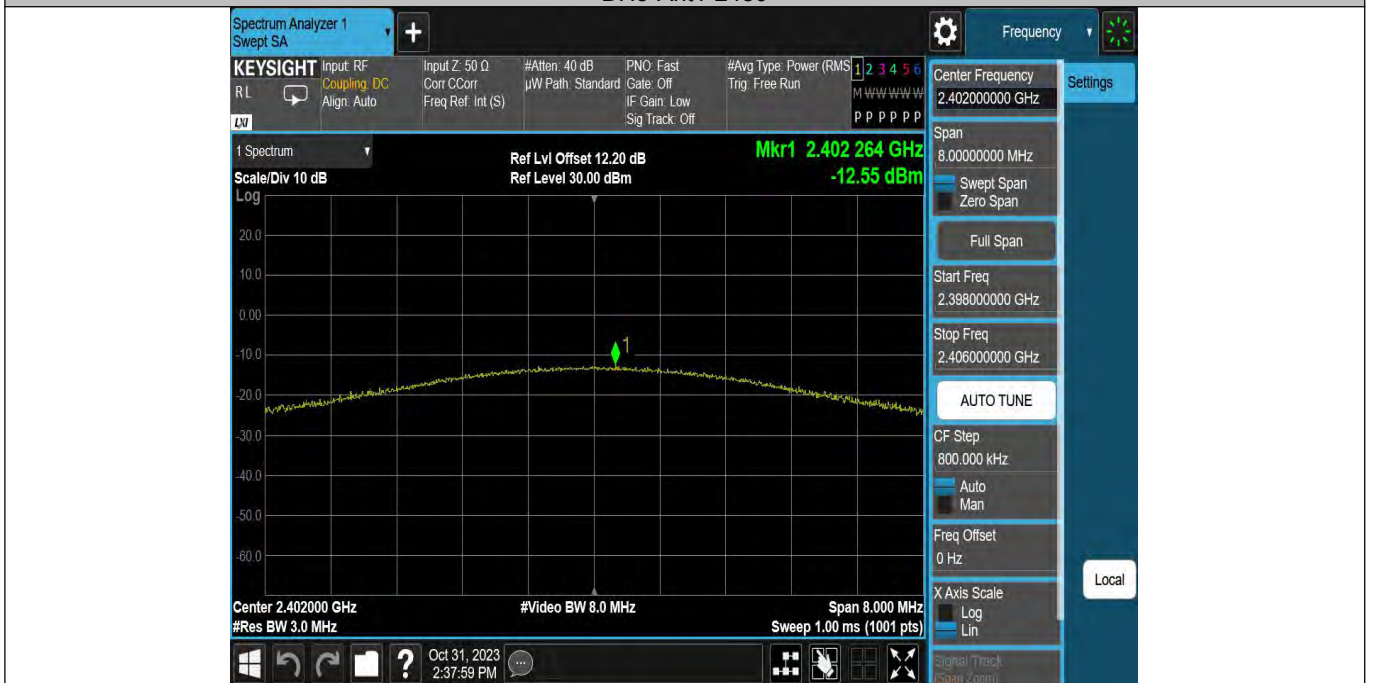 Spectrum Analyzer 1
Swept SA
Frequency
KEYSIGHT
RL
LXI
Input: RF
Coupling: DC
Align: Auto
Input Z: 50 Ω
Corr CCorr
Freq Ref: Int (S)
#Atten: 40 dB
µW Path: Standard
PNO: Fast
Gate: Off
IF Gain: Low
Sig Track: Off
#Avg Type: Power (RMS
Trig: Free Run
1 2 3 4 5 6
M W W W W W
P P P P P P
Center Frequency
2.402000000 GHz
Settings
Span
8.00000000 MHz
Swept Span
Zero Span
Full Span
Start Freq
2.398000000 GHz
Stop Freq
2.406000000 GHz
AUTO TUNE
CF Step
800.000 kHz
Auto
Man
Freq Offset
0 Hz
X Axis Scale
Log
Lin
Signal Track
(Span Zoom)
Local
1 Spectrum
Scale/Div 10 dB
Log
Ref Lvl Offset 12.20 dB
Ref Level 30.00 dBm
Mkr1 2.402 264 GHz
-12.55 dBm
20.0
10.0
0.00
-10.0
-20.0
-30.0
-40.0
-50.0
-60.0
1
Center 2.402000 GHz
#Res BW 3.0 MHz
#Video BW 8.0 MHz
Span 8.000 MHz
Sweep 1.00 ms (1001 pts)
?
Oct 31, 2023
2:37:59 PM